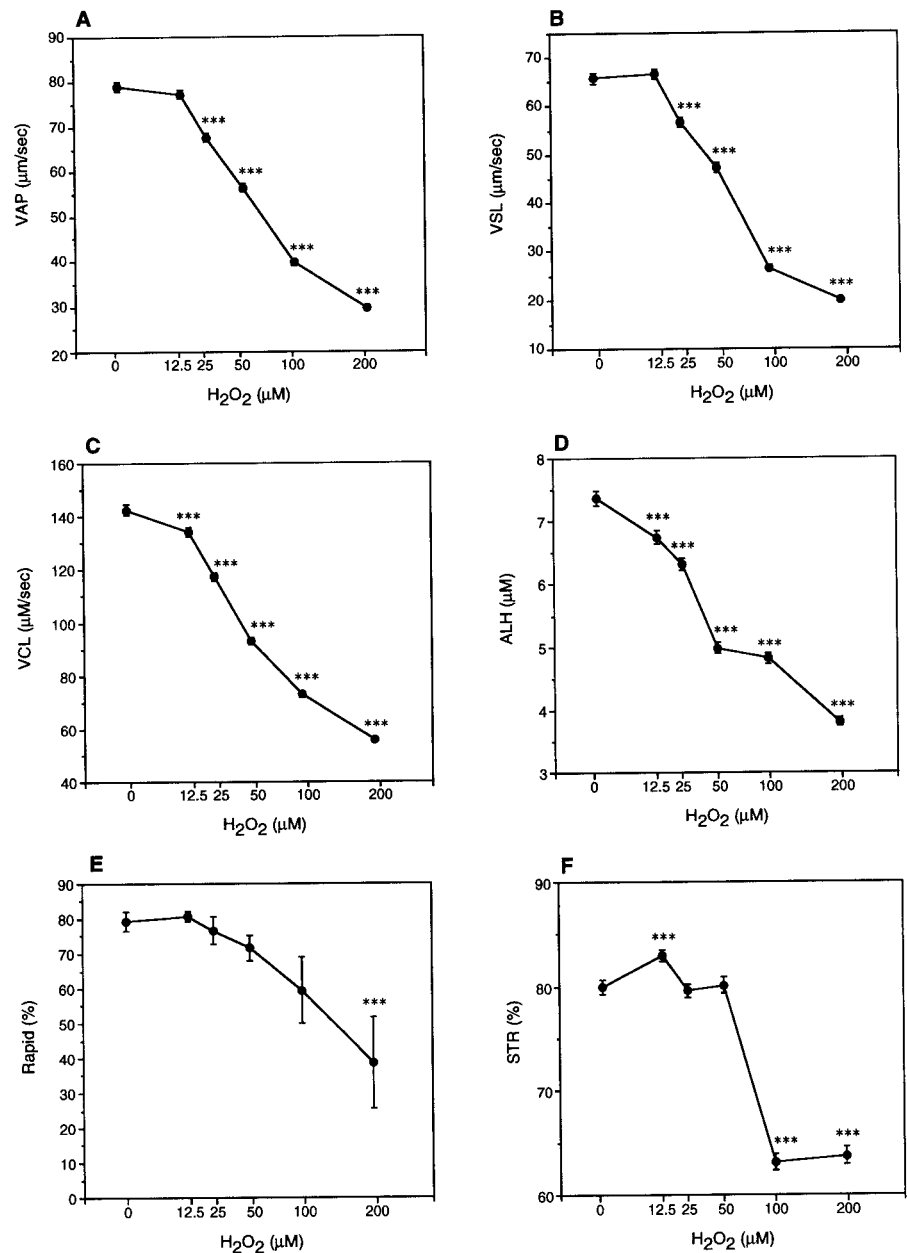 A
VAP (µm/sec)
90
80
70
60
50
40
30
20
***
***
***
***
0 12.5 25 50 100 200
H2O2 (µM)
B
VSL (µm/sec)
70
60
50
40
30
20
10
***
***
***
***
0 12.5 25 50 100 200
H2O2 (µM)
C
VCL (µM/sec)
160
140
120
100
80
60
40
***
***
***
***
***
0 12.5 25 50 100 200
H2O2 (µM)
D
ALH (µM)
8
7
6
5
4
3
***
***
***
***
***
0 12.5 25 50 100 200
H2O2 (µM)
E
Rapid (%)
90
80
70
60
50
40
30
20
10
0
***
0 12.5 25 50 100 200
H2O2 (µM)
F
STR (%)
90
80
70
60
***
***
***
0 12.5 25 50 100 200
H2O2 (µM)